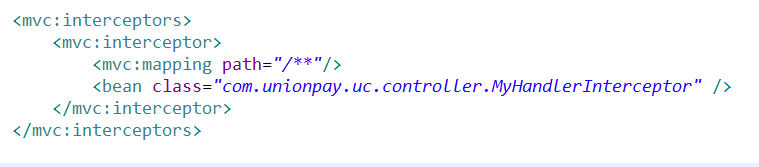 <mvc:interceptors>
    <mvc:interceptor>
        <mvc:mapping path="/**"/>
        <bean class="com.unionpay.uc.controller.MyHandlerInterceptor" />
    </mvc:interceptor>
</mvc:interceptors>